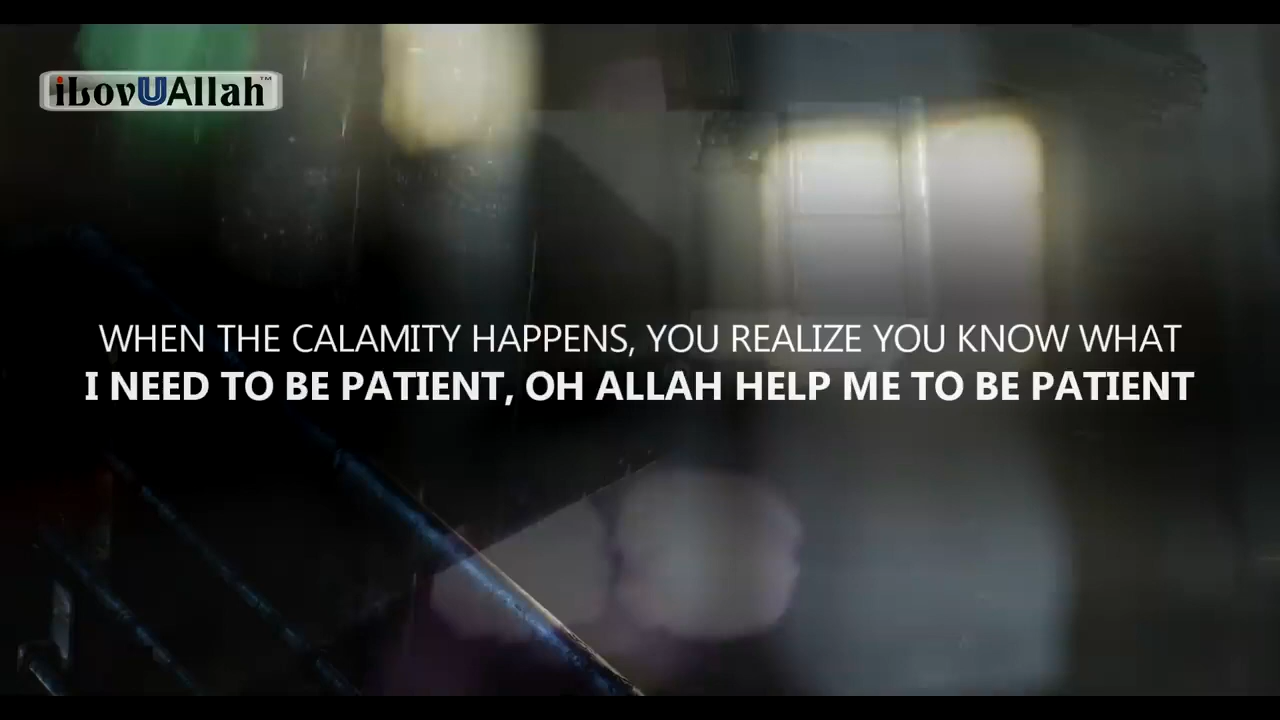 iLovUAllah™
WHEN THE CALAMITY HAPPENS, YOU REALIZE YOU KNOW WHAT
I NEED TO BE PATIENT, OH ALLAH HELP ME TO BE PATIENT